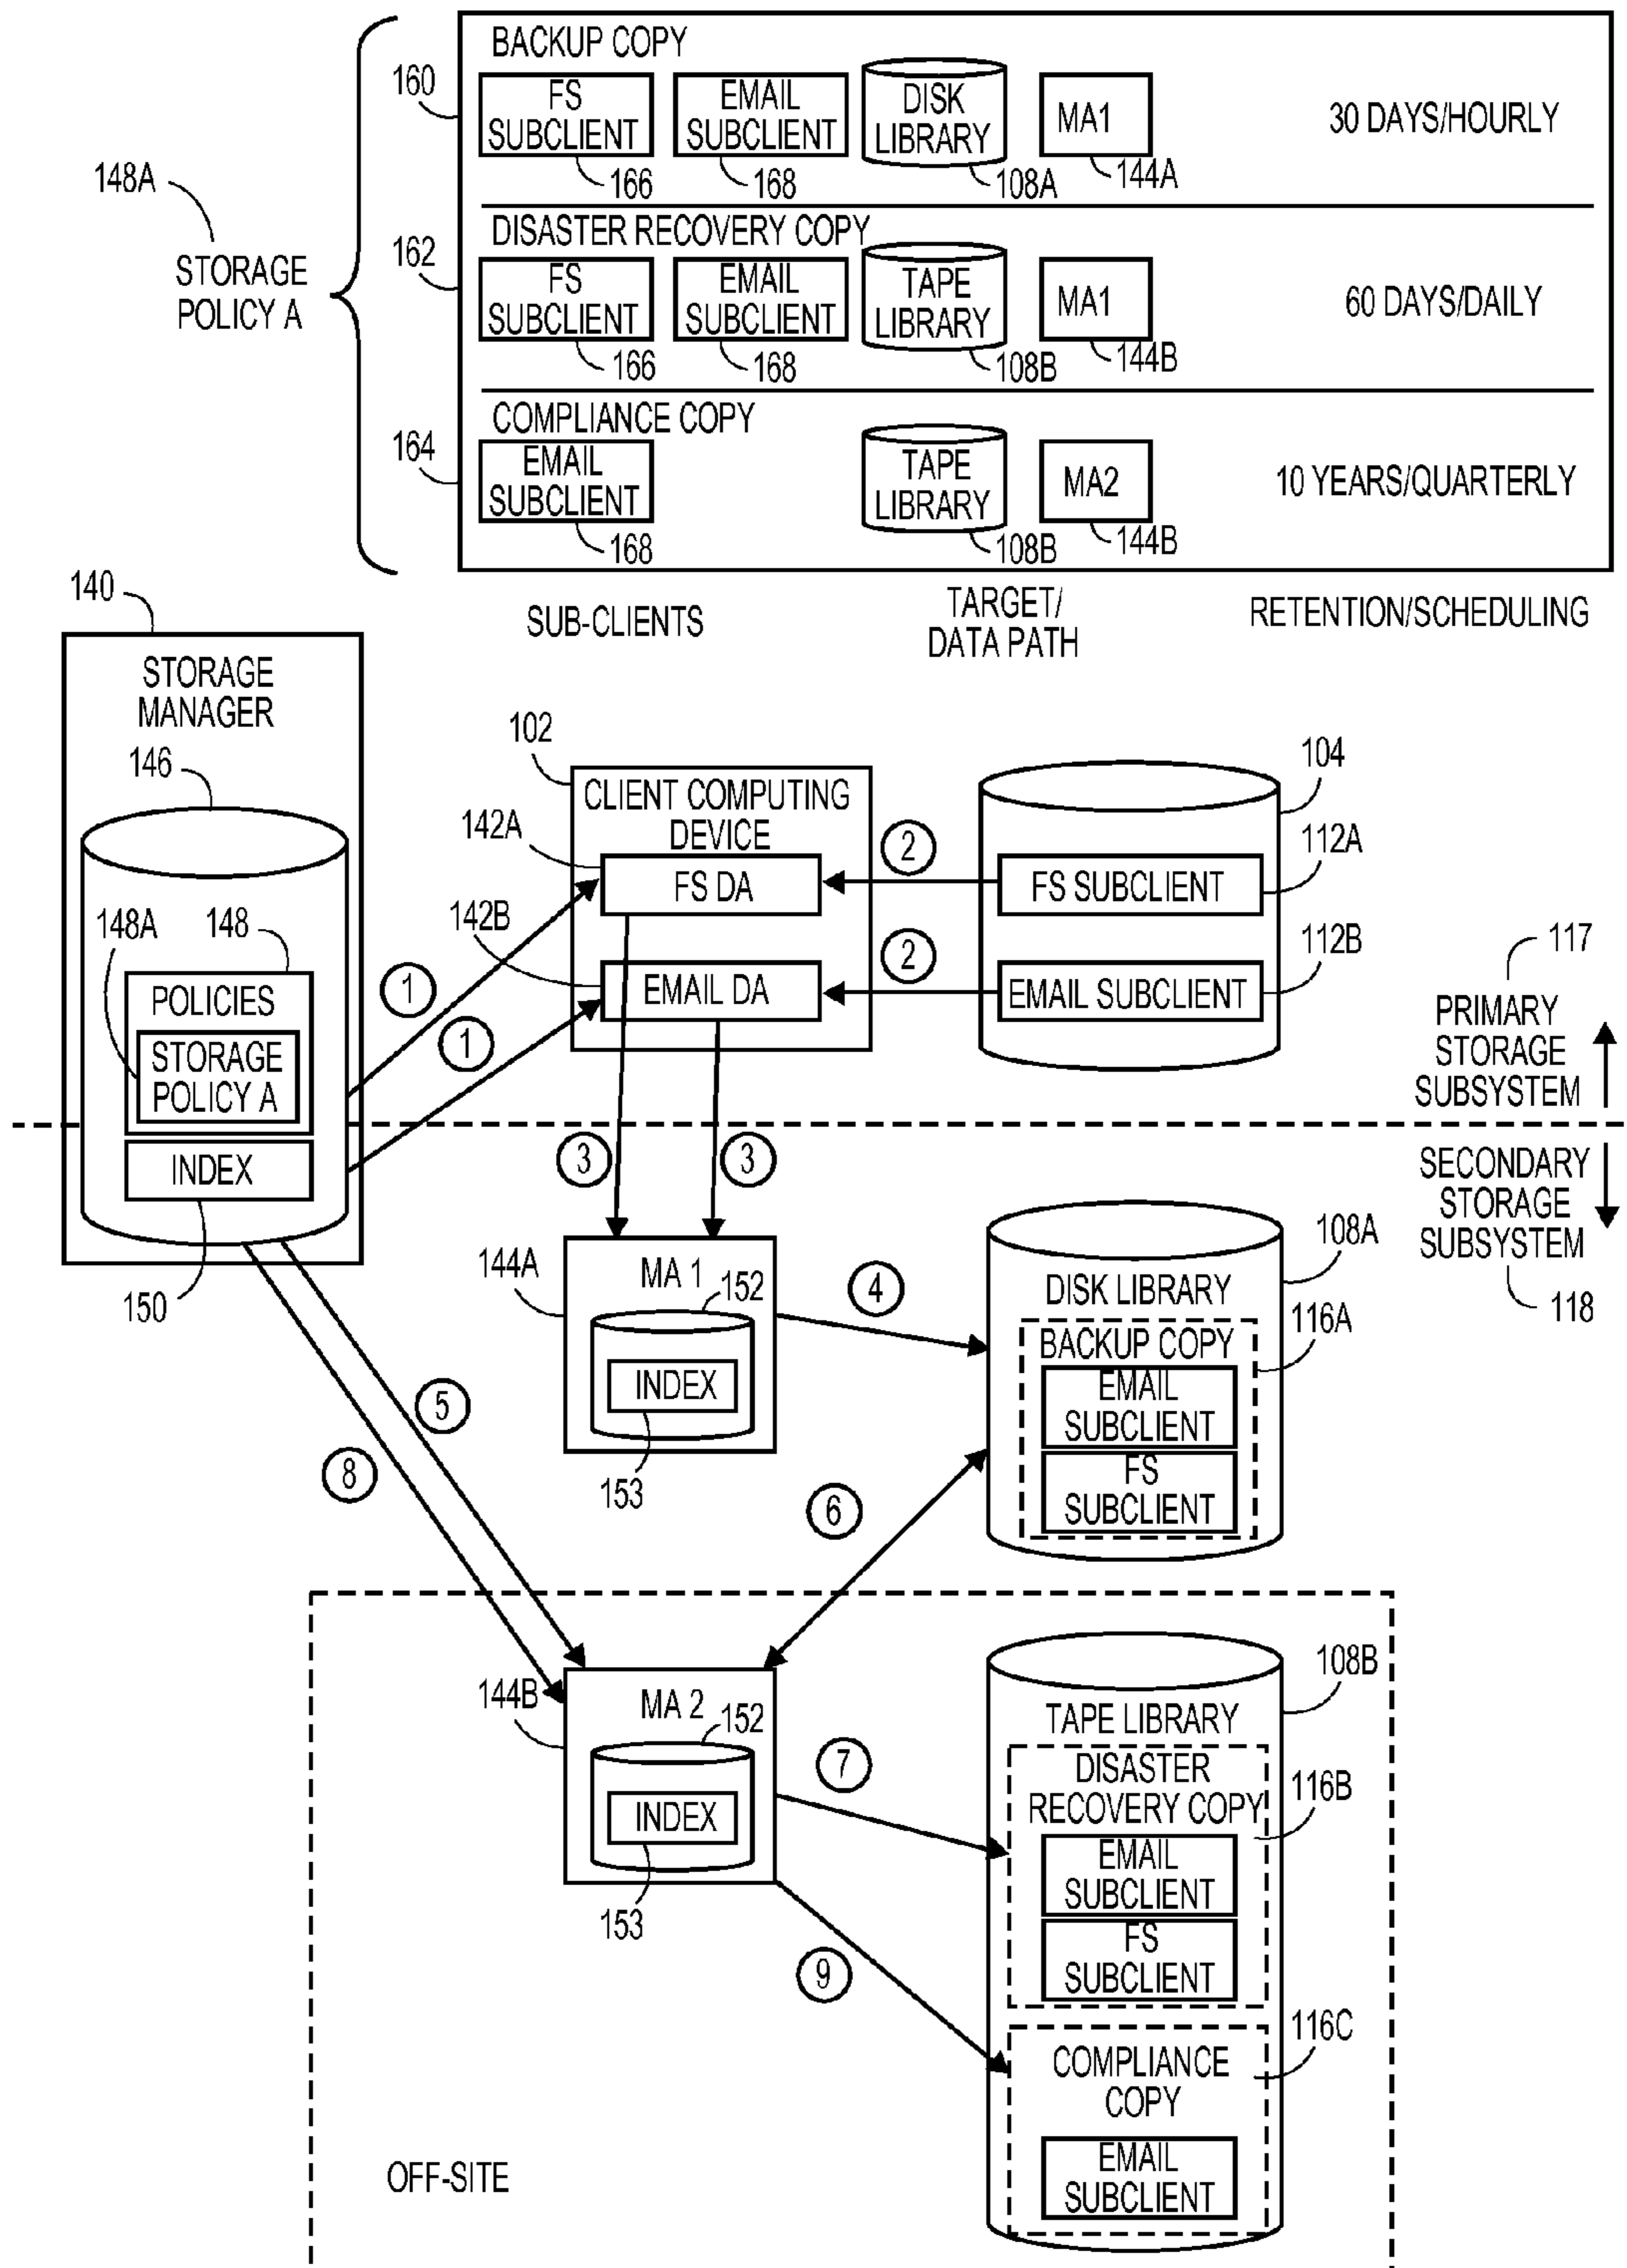 BACKUP COPY
160
FS
SUBCLIENT
166
EMAIL
SUBCLIENT
168
DISK
LIBRARY
108A
MA1
144A
30 DAYS/HOURLY
148A
STORAGE
POLICY A
DISASTER RECOVERY COPY
162
FS
SUBCLIENT
166
EMAIL
SUBCLIENT
168
TAPE
LIBRARY
108B
MA1
144B
60 DAYS/DAILY
COMPLIANCE COPY
164
EMAIL
SUBCLIENT
168
TAPE
LIBRARY
108B
MA2
144B
10 YEARS/QUARTERLY
SUB-CLIENTS
TARGET/
DATA PATH
RETENTION/SCHEDULING
140
STORAGE
MANAGER
146
148A
148
POLICIES
STORAGE
POLICY A
INDEX
150
102
CLIENT COMPUTING
DEVICE
142A
FS DA
142B
EMAIL DA
1
1
2
2
104
FS SUBCLIENT
112A
EMAIL SUBCLIENT
112B
117
PRIMARY
STORAGE
SUBSYSTEM
SECONDARY
STORAGE
SUBSYSTEM
118
3
3
144A
MA 1
152
INDEX
153
4
108A
DISK LIBRARY
BACKUP COPY
116A
EMAIL
SUBCLIENT
FS
SUBCLIENT
5
8
6
144B
MA 2
152
INDEX
153
7
9
108B
TAPE LIBRARY
DISASTER
RECOVERY COPY
116B
EMAIL
SUBCLIENT
FS
SUBCLIENT
116C
COMPLIANCE
COPY
EMAIL
SUBCLIENT
OFF-SITE